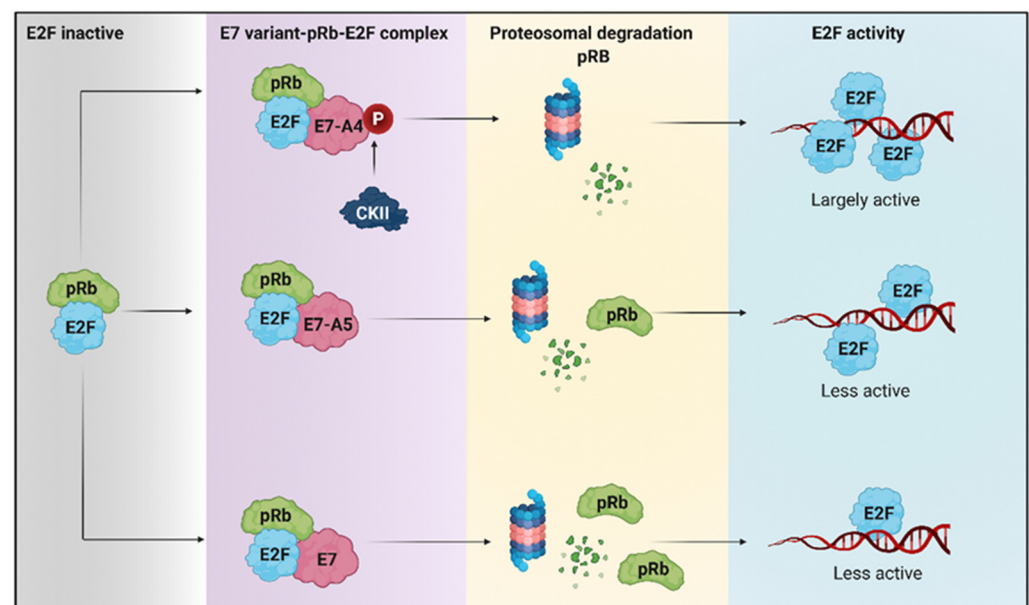 E2F inactive
E7 variant-pRb-E2F complex
Proteosomal degradation
pRB
E2F activity
pRb
E2F
E7-A4
P
CKII
E2F
E2F
E2F
Largely active
pRb
E2F
pRb
E2F
E7-A5
pRb
E2F
E2F
Less active
pRb
E2F
E7
pRb
pRb
E2F
Less active